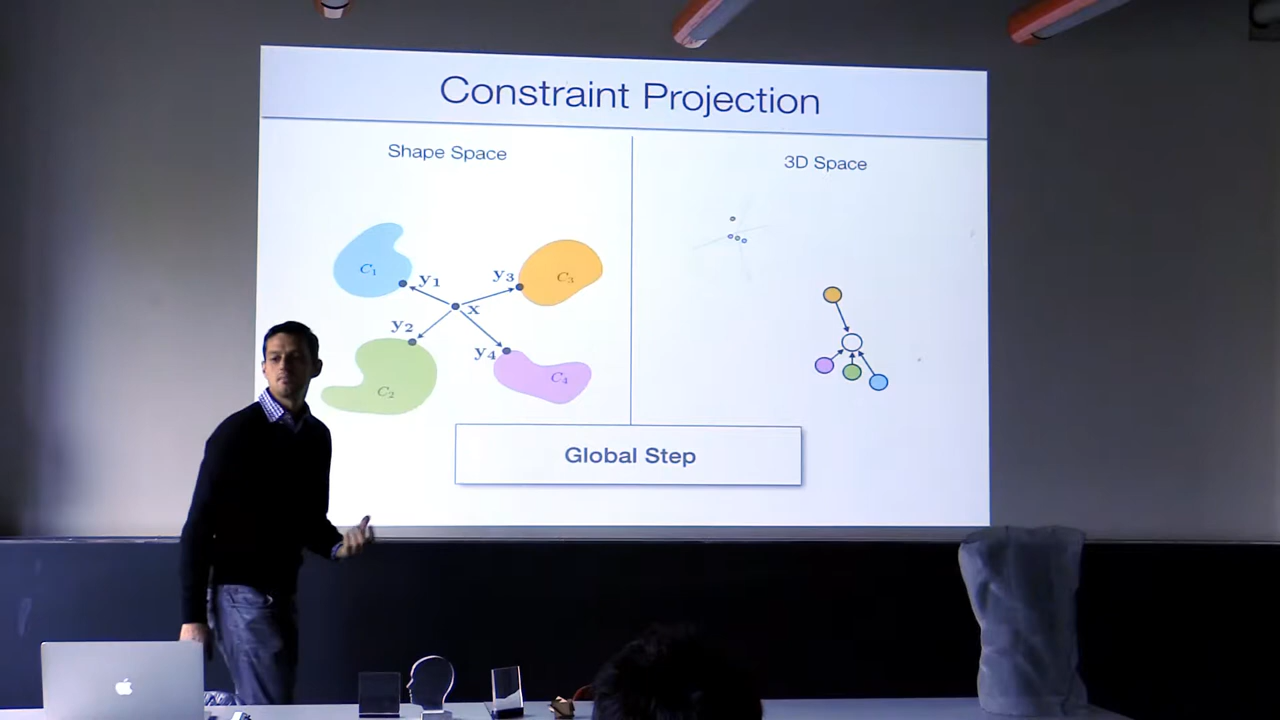 Constraint Projection
Shape Space
3D Space
C1
y1
y3
C3
x
y2
y4
C2
C4
Global Step